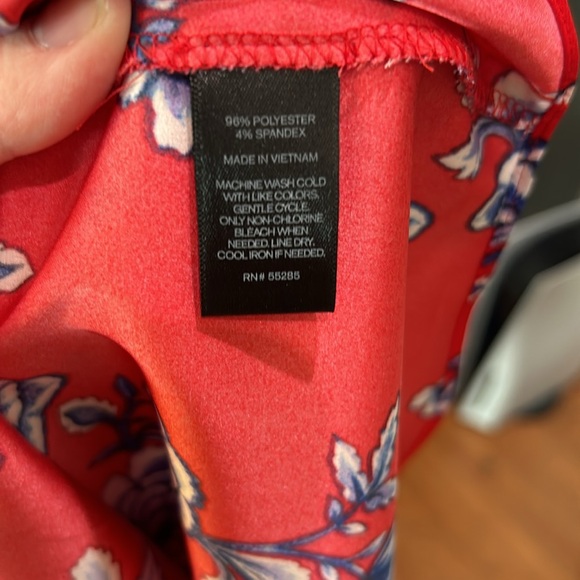 96% POLYESTER
4% SPANDEX
MADE IN VIETNAM
MACHINE WASH COLD
WITH LIKE COLORS.
GENTLE CYCLE.
ONLY NON-CHLORINE
BLEACH WHEN
NEEDED. LINE DRY.
COOL IRON IF NEEDED.
RN# 55285